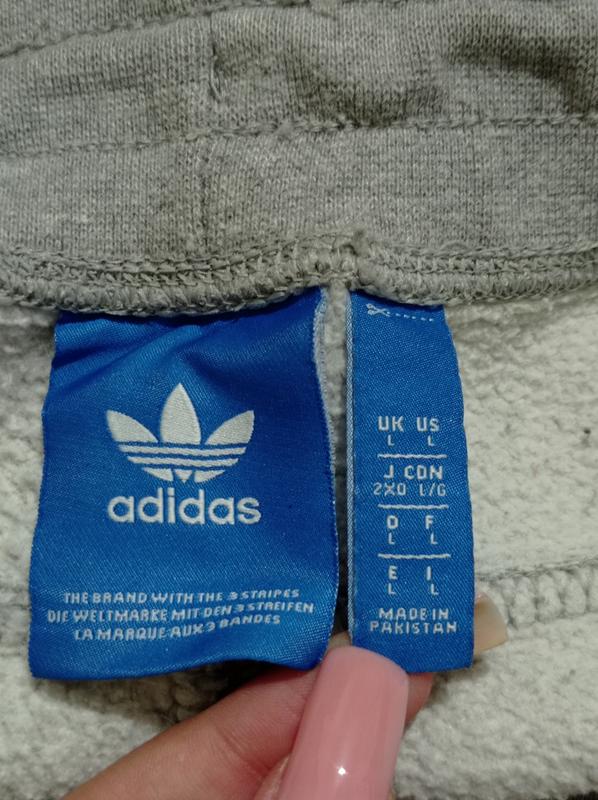 adidas
THE BRAND WITH THE 3 STRIPES
DIE WELTMARKE MIT DEN 3 STREIFEN
LA MARQUE AUX 3 BANDES
UK US
L L
J CDN
2XO L/G
D F
L L
E I
L L
MADE IN
PAKISTAN